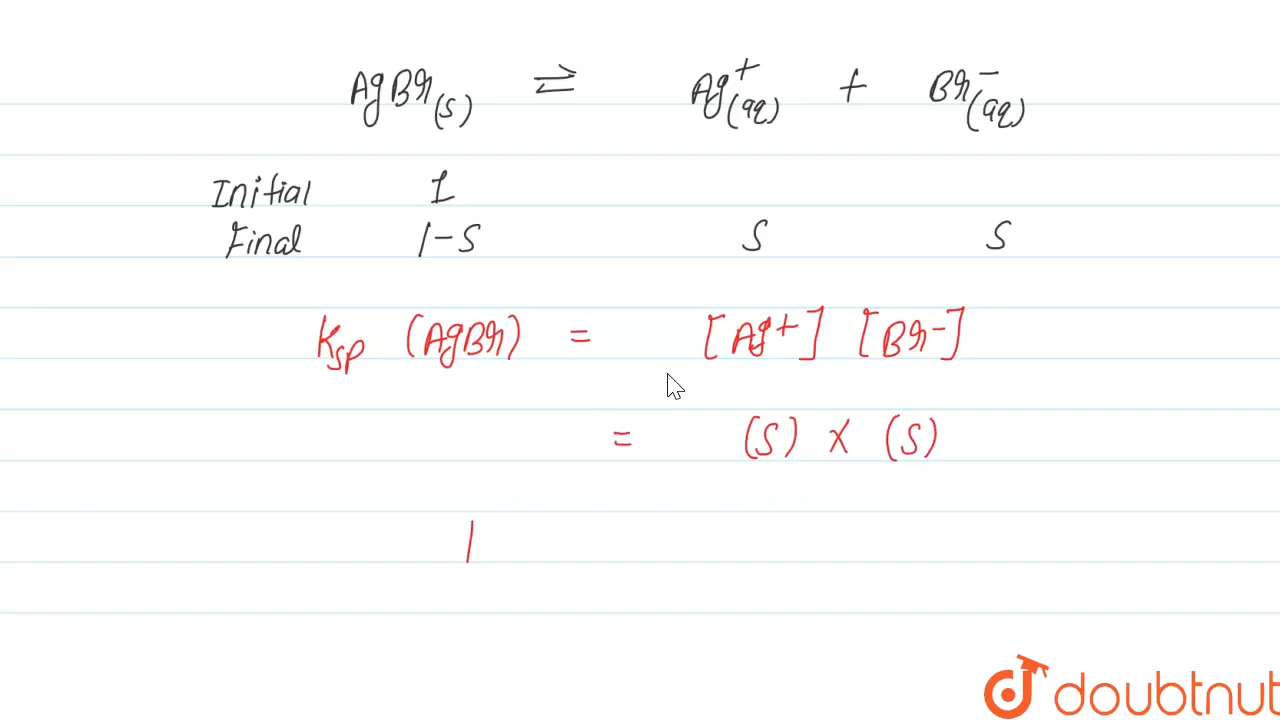 AgBr(s) ⇌ Ag+(aq) + Br-(aq)
Initial 1
Final 1-S S S
Ksp (AgBr) = [Ag+] [Br-]
= (S) × (S)
doubtnut